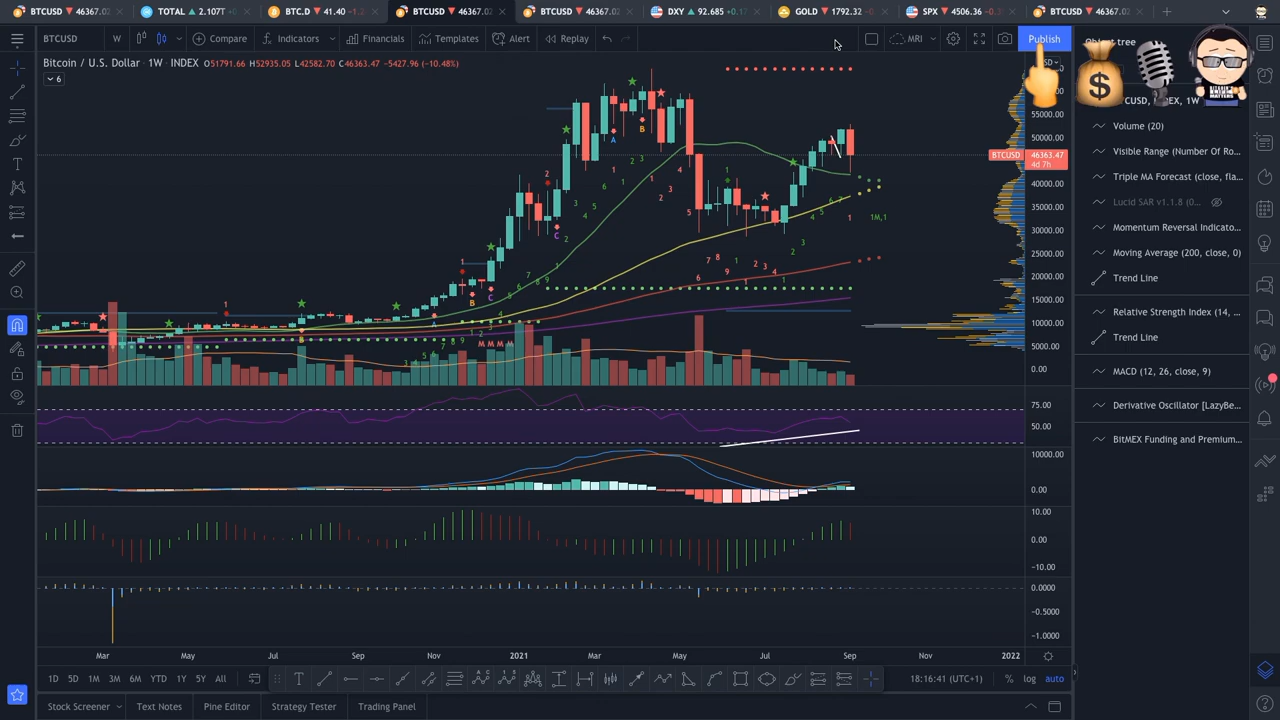 BTCUSD ▼ 46367.02
TOTAL ▲ 2.107T
BTC.D ▼ 41.40
BTCUSD ▼ 46367.02
BTCUSD ▼ 46367.02
DXY ▲ 92.685 +0.1
GOLD ▼ 1792.32
SPX ▼ 4506.36
BTCUSD ▼ 46367.02
BTCUSD W Compare Indicators Financials Templates Alert Replay MRI Publish
Bitcoin / U.S. Dollar · 1W · INDEX O51791.66 H52935.05 L42582.70 C46363.47 -5427.96 (-10.48%)
6
55000.00
50000.00
BTCUSD 46363.47
4d 7h
40000.00
35000.00
30000.00
25000.00
20000.00
15000.00
10000.00
5000.00
0.00
1M,1
M M M M
75.00
50.00
10000.00
0.00
10.00
0.00
-10.00
0.0000
-0.5000
-1.0000
Mar May Jul Sep Nov 2021 Mar May Jul Sep Nov 2022
1D 5D 1M 3M 6M YTD 1Y 5Y All
18:16:41 (UTC+1) % log auto
Stock Screener Text Notes Pine Editor Strategy Tester Trading Panel
Volume (20)
Visible Range (Number Of Ro...
Triple MA Forecast (close, fla...
Lucid SAR v1.1.8 (0...
Momentum Reversal Indicato...
Moving Average (200, close, 0)
Trend Line
Relative Strength Index (14, ...
Trend Line
MACD (12, 26, close, 9)
Derivative Oscillator [LazyBe...
BitMEX Funding and Premium...